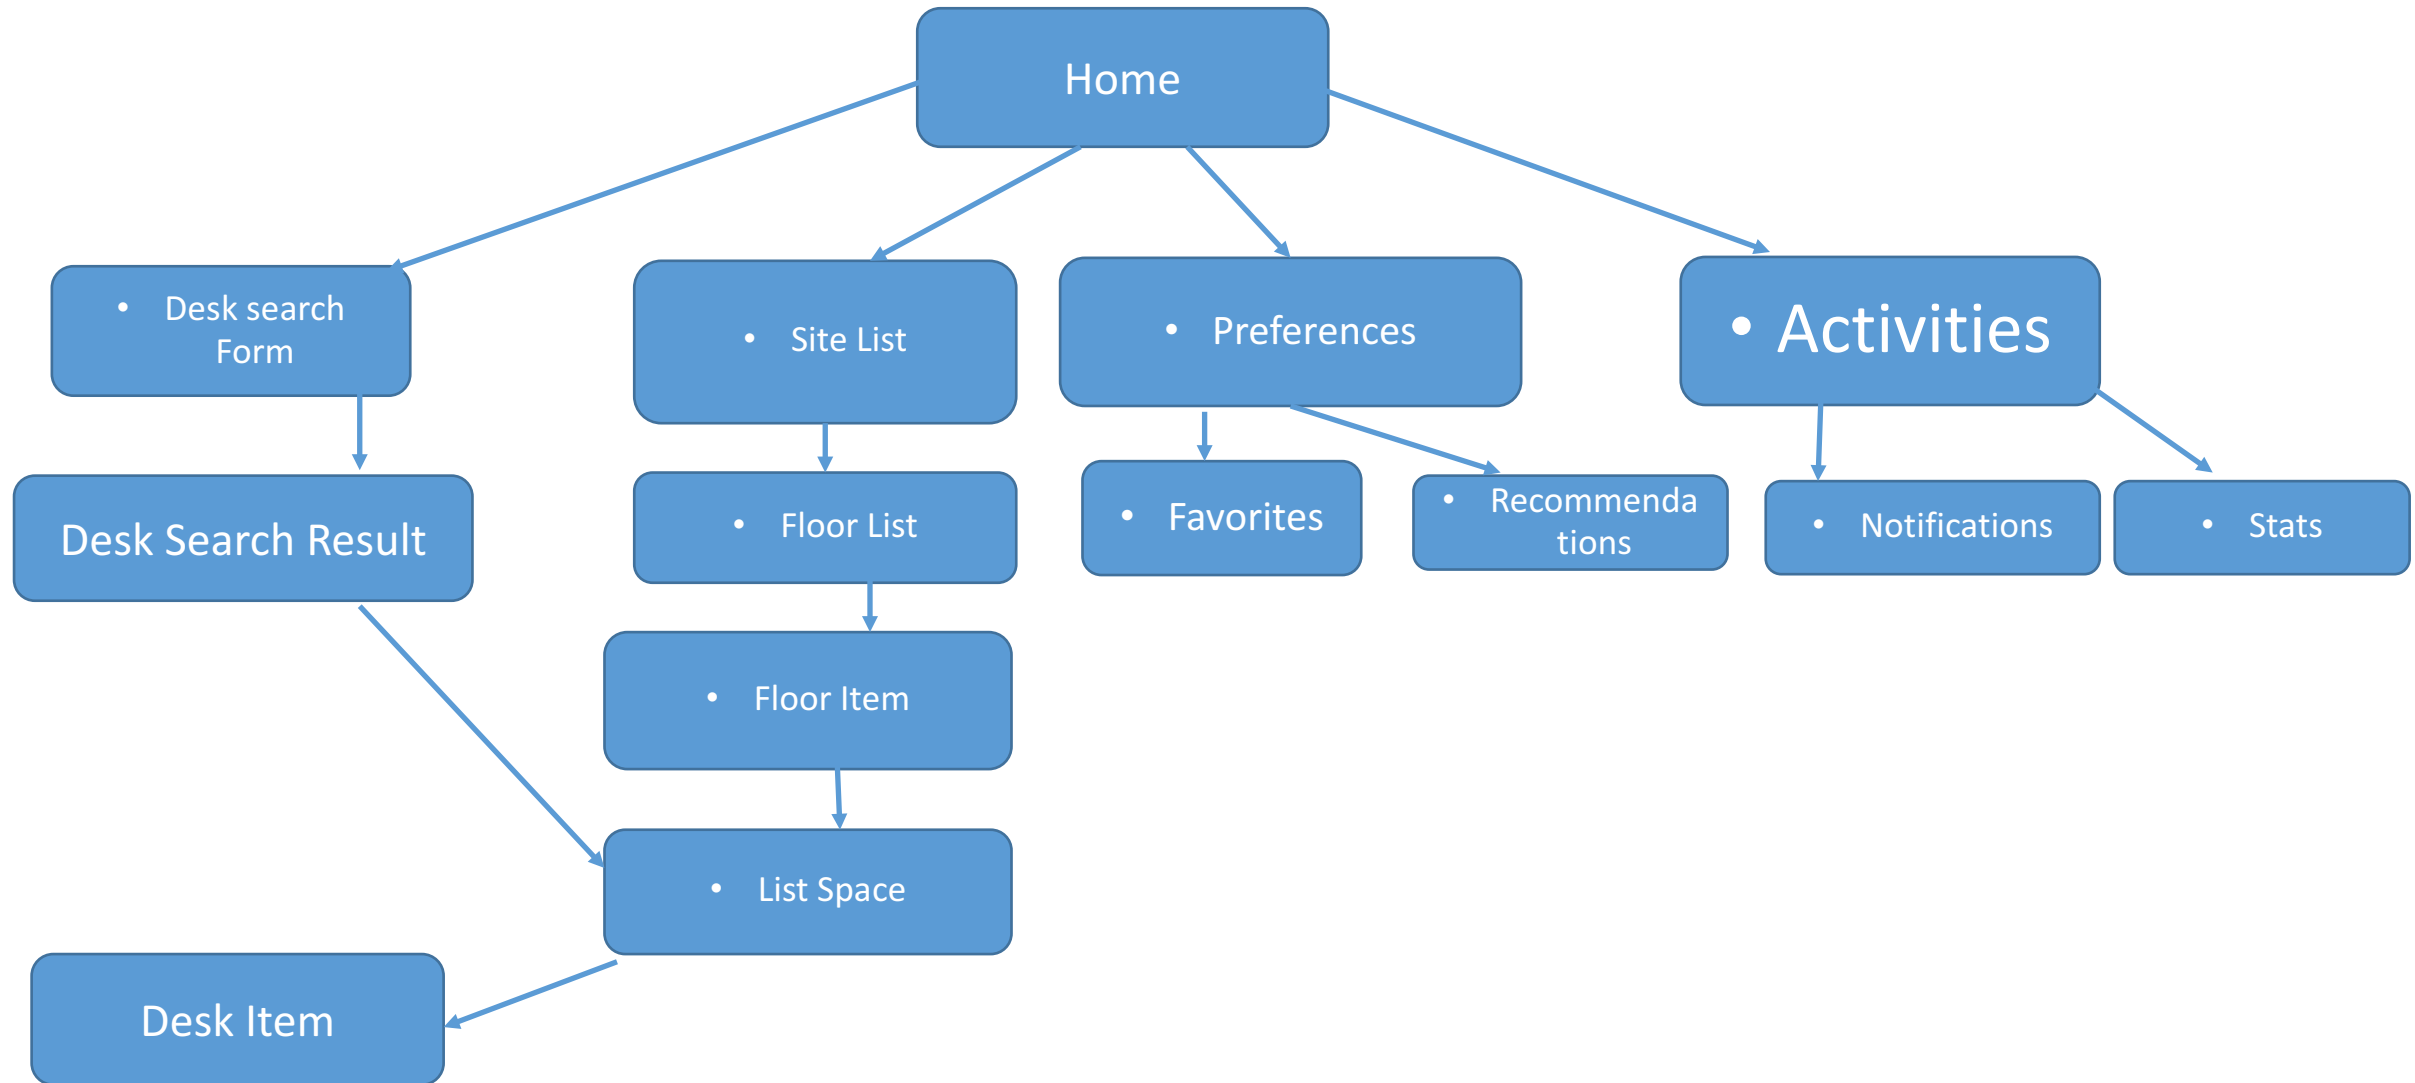 Home
• Desk search
Form
• Site List
• Preferences
• Activities
Desk Search Result
• Floor List
• Favorites
• Recommenda
tions
• Notifications
• Stats
• Floor Item
• List Space
Desk Item